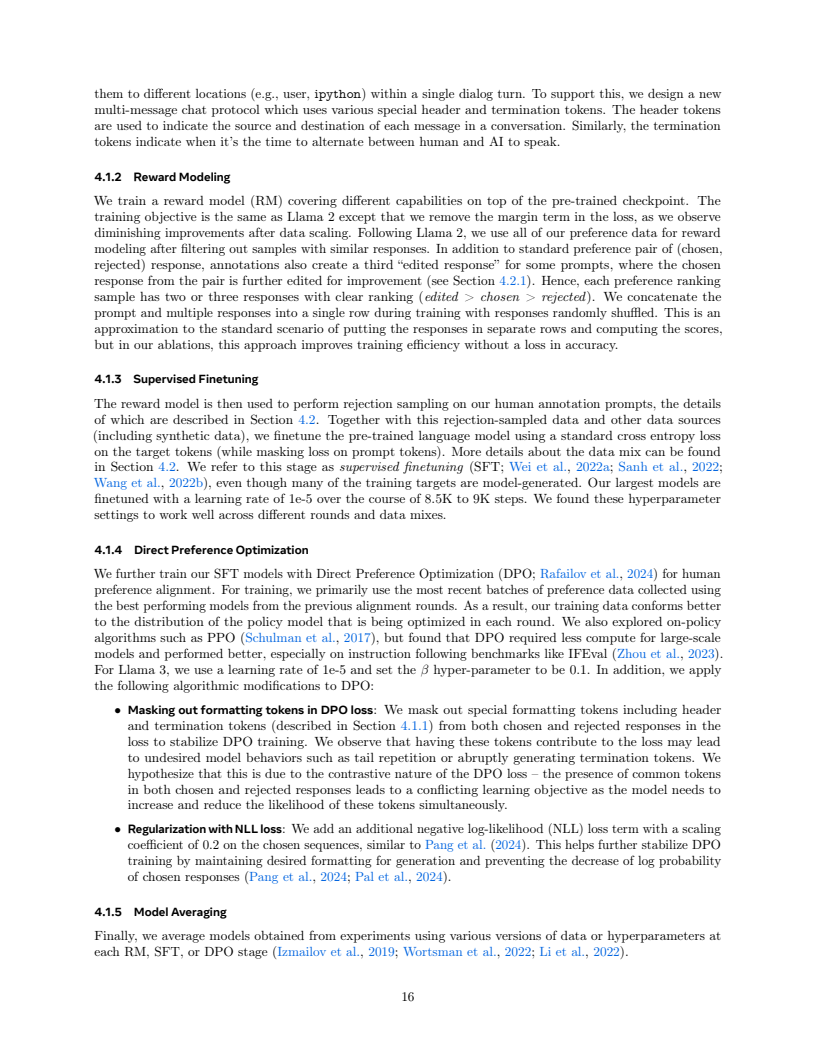 them to different locations (e.g., user, ipython) within a single dialog turn. To support this, we design a new
multi-message chat protocol which uses various special header and termination tokens. The header tokens
are used to indicate the source and destination of each message in a conversation. Similarly, the termination
tokens indicate when it's the time to alternate between human and AI to speak.
4.1.2 Reward Modeling
We train a reward model (RM) covering different capabilities on top of the pre-trained checkpoint. The
training objective is the same as Llama 2 except that we remove the margin term in the loss, as we observe
diminishing improvements after data scaling. Following Llama 2, we use all of our preference data for reward
modeling after filtering out samples with similar responses. In addition to standard preference pair of (chosen,
rejected) response, annotations also create a third “edited response” for some prompts, where the chosen
response from the pair is further edited for improvement (see Section 4.2.1). Hence, each preference ranking
sample has two or three responses with clear ranking (edited > chosen > rejected). We concatenate the
prompt and multiple responses into a single row during training with responses randomly shuffled. This is an
approximation to the standard scenario of putting the responses in separate rows and computing the scores,
but in our ablations, this approach improves training efficiency without a loss in accuracy.
4.1.3 Supervised Finetuning
The reward model is then used to perform rejection sampling on our human annotation prompts, the details
of which are described in Section 4.2. Together with this rejection-sampled data and other data sources
(including synthetic data), we finetune the pre-trained language model using a standard cross entropy loss
on the target tokens (while masking loss on prompt tokens). More details about the data mix can be found
in Section 4.2. We refer to this stage as supervised finetuning (SFT; Wei et al., 2022a; Sanh et al., 2022;
Wang et al., 2022b), even though many of the training targets are model-generated. Our largest models are
finetuned with a learning rate of 1e-5 over the course of 8.5K to 9K steps. We found these hyperparameter
settings to work well across different rounds and data mixes.
4.1.4 Direct Preference Optimization
We further train our SFT models with Direct Preference Optimization (DPO; Rafailov et al., 2024) for human
preference alignment. For training, we primarily use the most recent batches of preference data collected using
the best performing models from the previous alignment rounds. As a result, our training data conforms better
to the distribution of the policy model that is being optimized in each round. We also explored on-policy
algorithms such as PPO (Schulman et al., 2017), but found that DPO required less compute for large-scale
models and performed better, especially on instruction following benchmarks like IFEval (Zhou et al., 2023).
For Llama 3, we use a learning rate of 1e-5 and set the β hyper-parameter to be 0.1. In addition, we apply
the following algorithmic modifications to DPO:
• Masking out formatting tokens in DPO loss: We mask out special formatting tokens including header
and termination tokens (described in Section 4.1.1) from both chosen and rejected responses in the
loss to stabilize DPO training. We observe that having these tokens contribute to the loss may lead
to undesired model behaviors such as tail repetition or abruptly generating termination tokens. We
hypothesize that this is due to the contrastive nature of the DPO loss – the presence of common tokens
in both chosen and rejected responses leads to a conflicting learning objective as the model needs to
increase and reduce the likelihood of these tokens simultaneously.
• Regularization with NLL loss: We add an additional negative log-likelihood (NLL) loss term with a scaling
coefficient of 0.2 on the chosen sequences, similar to Pang et al. (2024). This helps further stabilize DPO
training by maintaining desired formatting for generation and preventing the decrease of log probability
of chosen responses (Pang et al., 2024; Pal et al., 2024).
4.1.5 Model Averaging
Finally, we average models obtained from experiments using various versions of data or hyperparameters at
each RM, SFT, or DPO stage (Izmailov et al., 2019; Wortsman et al., 2022; Li et al., 2022).
16